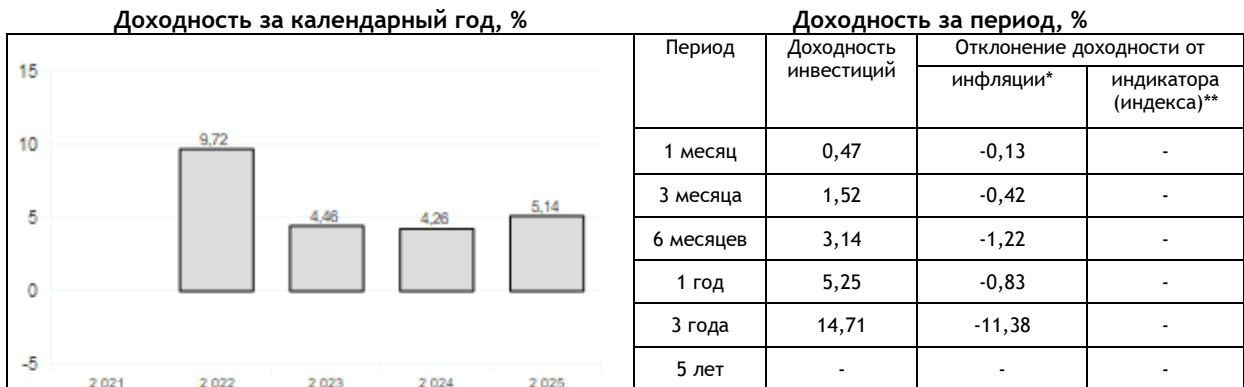 Доходность за календарный год, %
15
10
5
0
-5
9,72
4,46
4,26
5,14
2 021
2 022
2 023
2 024
2 025
Доходность за период, %
Период
Доходность
инвестиций
Отклонение доходности от
инфляции*
индикатора
(индекса)**
1 месяц 0,47 -0,13 -
3 месяца 1,52 -0,42 -
6 месяцев 3,14 -1,22 -
1 год 5,25 -0,83 -
3 года 14,71 -11,38 -
5 лет - - -